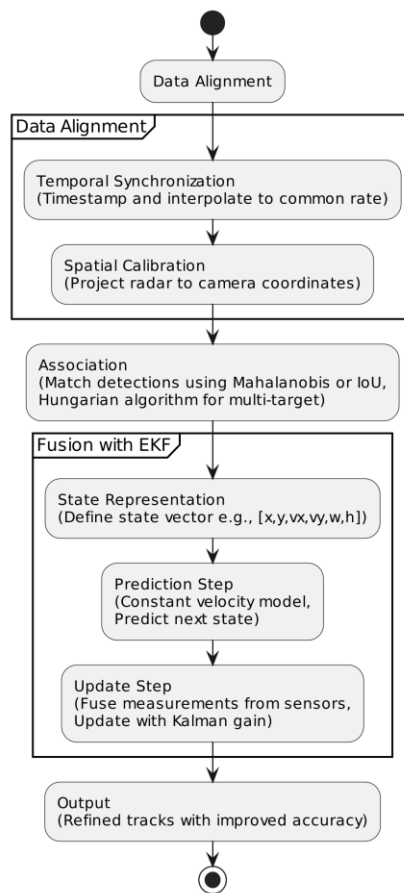 Data Alignment
Data Alignment
Temporal Synchronization
(Timestamp and interpolate to common rate)
Spatial Calibration
(Project radar to camera coordinates)
Association
(Match detections using Mahalanobis or IoU,
Hungarian algorithm for multi-target)
Fusion with EKF
State Representation
(Define state vector e.g., [x,y,vx,vy,w,h])
Prediction Step
(Constant velocity model,
Predict next state)
Update Step
(Fuse measurements from sensors,
Update with Kalman gain)
Output
(Refined tracks with improved accuracy)